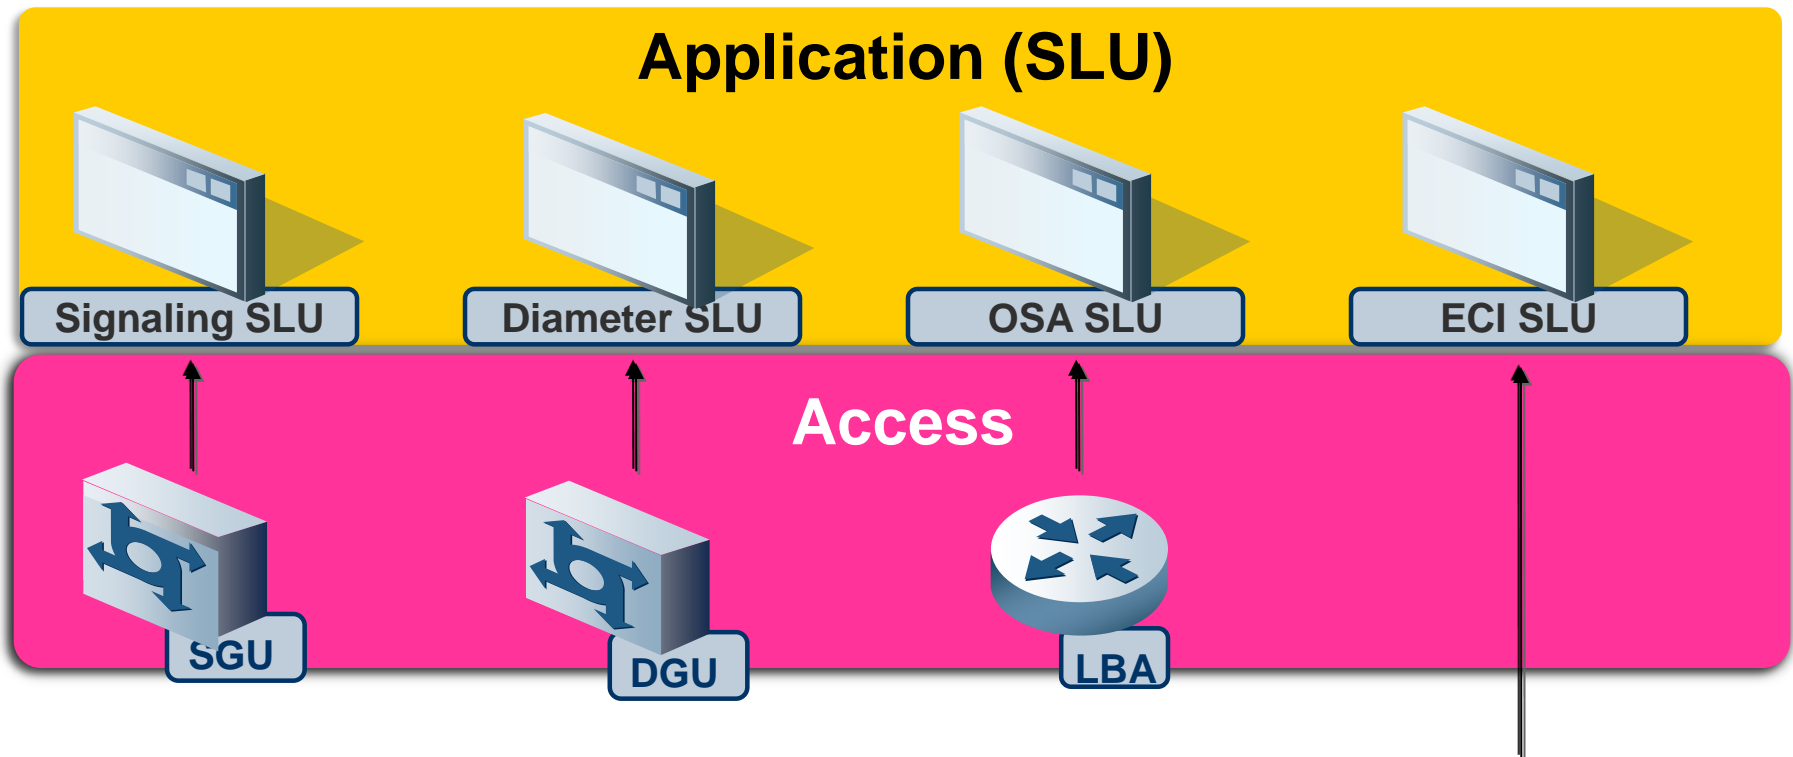 Application (SLU)
Signaling SLU
Diameter SLU
OSA SLU
ECI SLU
Access
SGU
DGU
LBA